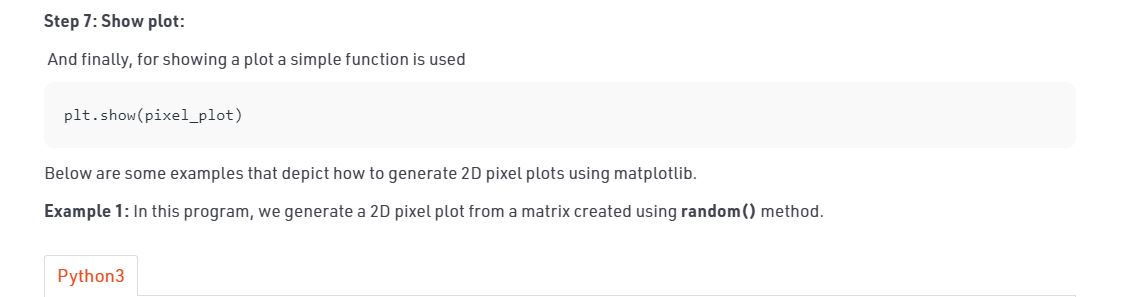 Step 7: Show plot:
And finally, for showing a plot a simple function is used
plt.show(pixel_plot)
Below are some examples that depict how to generate 2D pixel plots using matplotlib.
Example 1: In this program, we generate a 2D pixel plot from a matrix created using random() method.
Python3